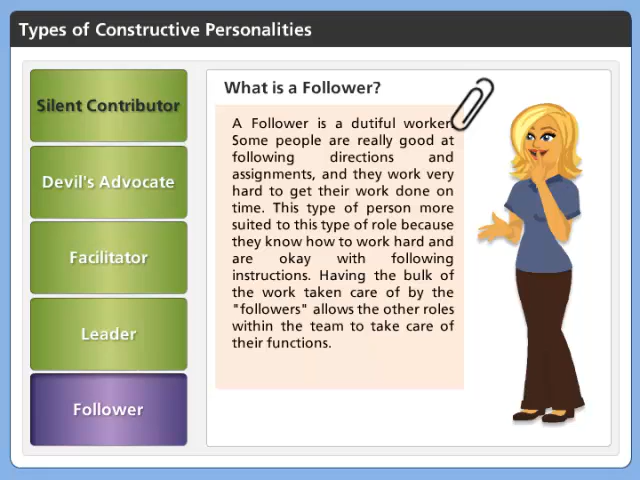 Types of Constructive Personalities
Silent Contributor
Devil's Advocate
Facilitator
Leader
Follower
What is a Follower?
A Follower is a dutiful worker.
Some people are really good at
following directions and
assignments, and they work very
hard to get their work done on
time. This type of person more
suited to this type of role because
they know how to work hard and
are okay with following
instructions. Having the bulk of
the work taken care of by the
"followers" allows the other roles
within the team to take care of
their functions.